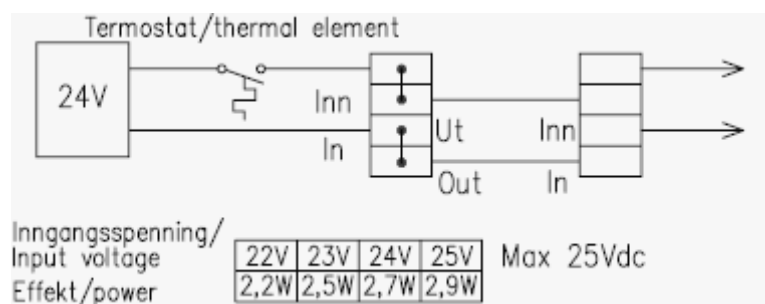 Termostat/thermal element
24V
Inn
In
Ut
Out
Inn
In
Inngangsspenning/
Input voltage
22V 23V 24V 25V
Max 25Vdc
Effekt/power
2,2W 2,5W 2,7W 2,9W